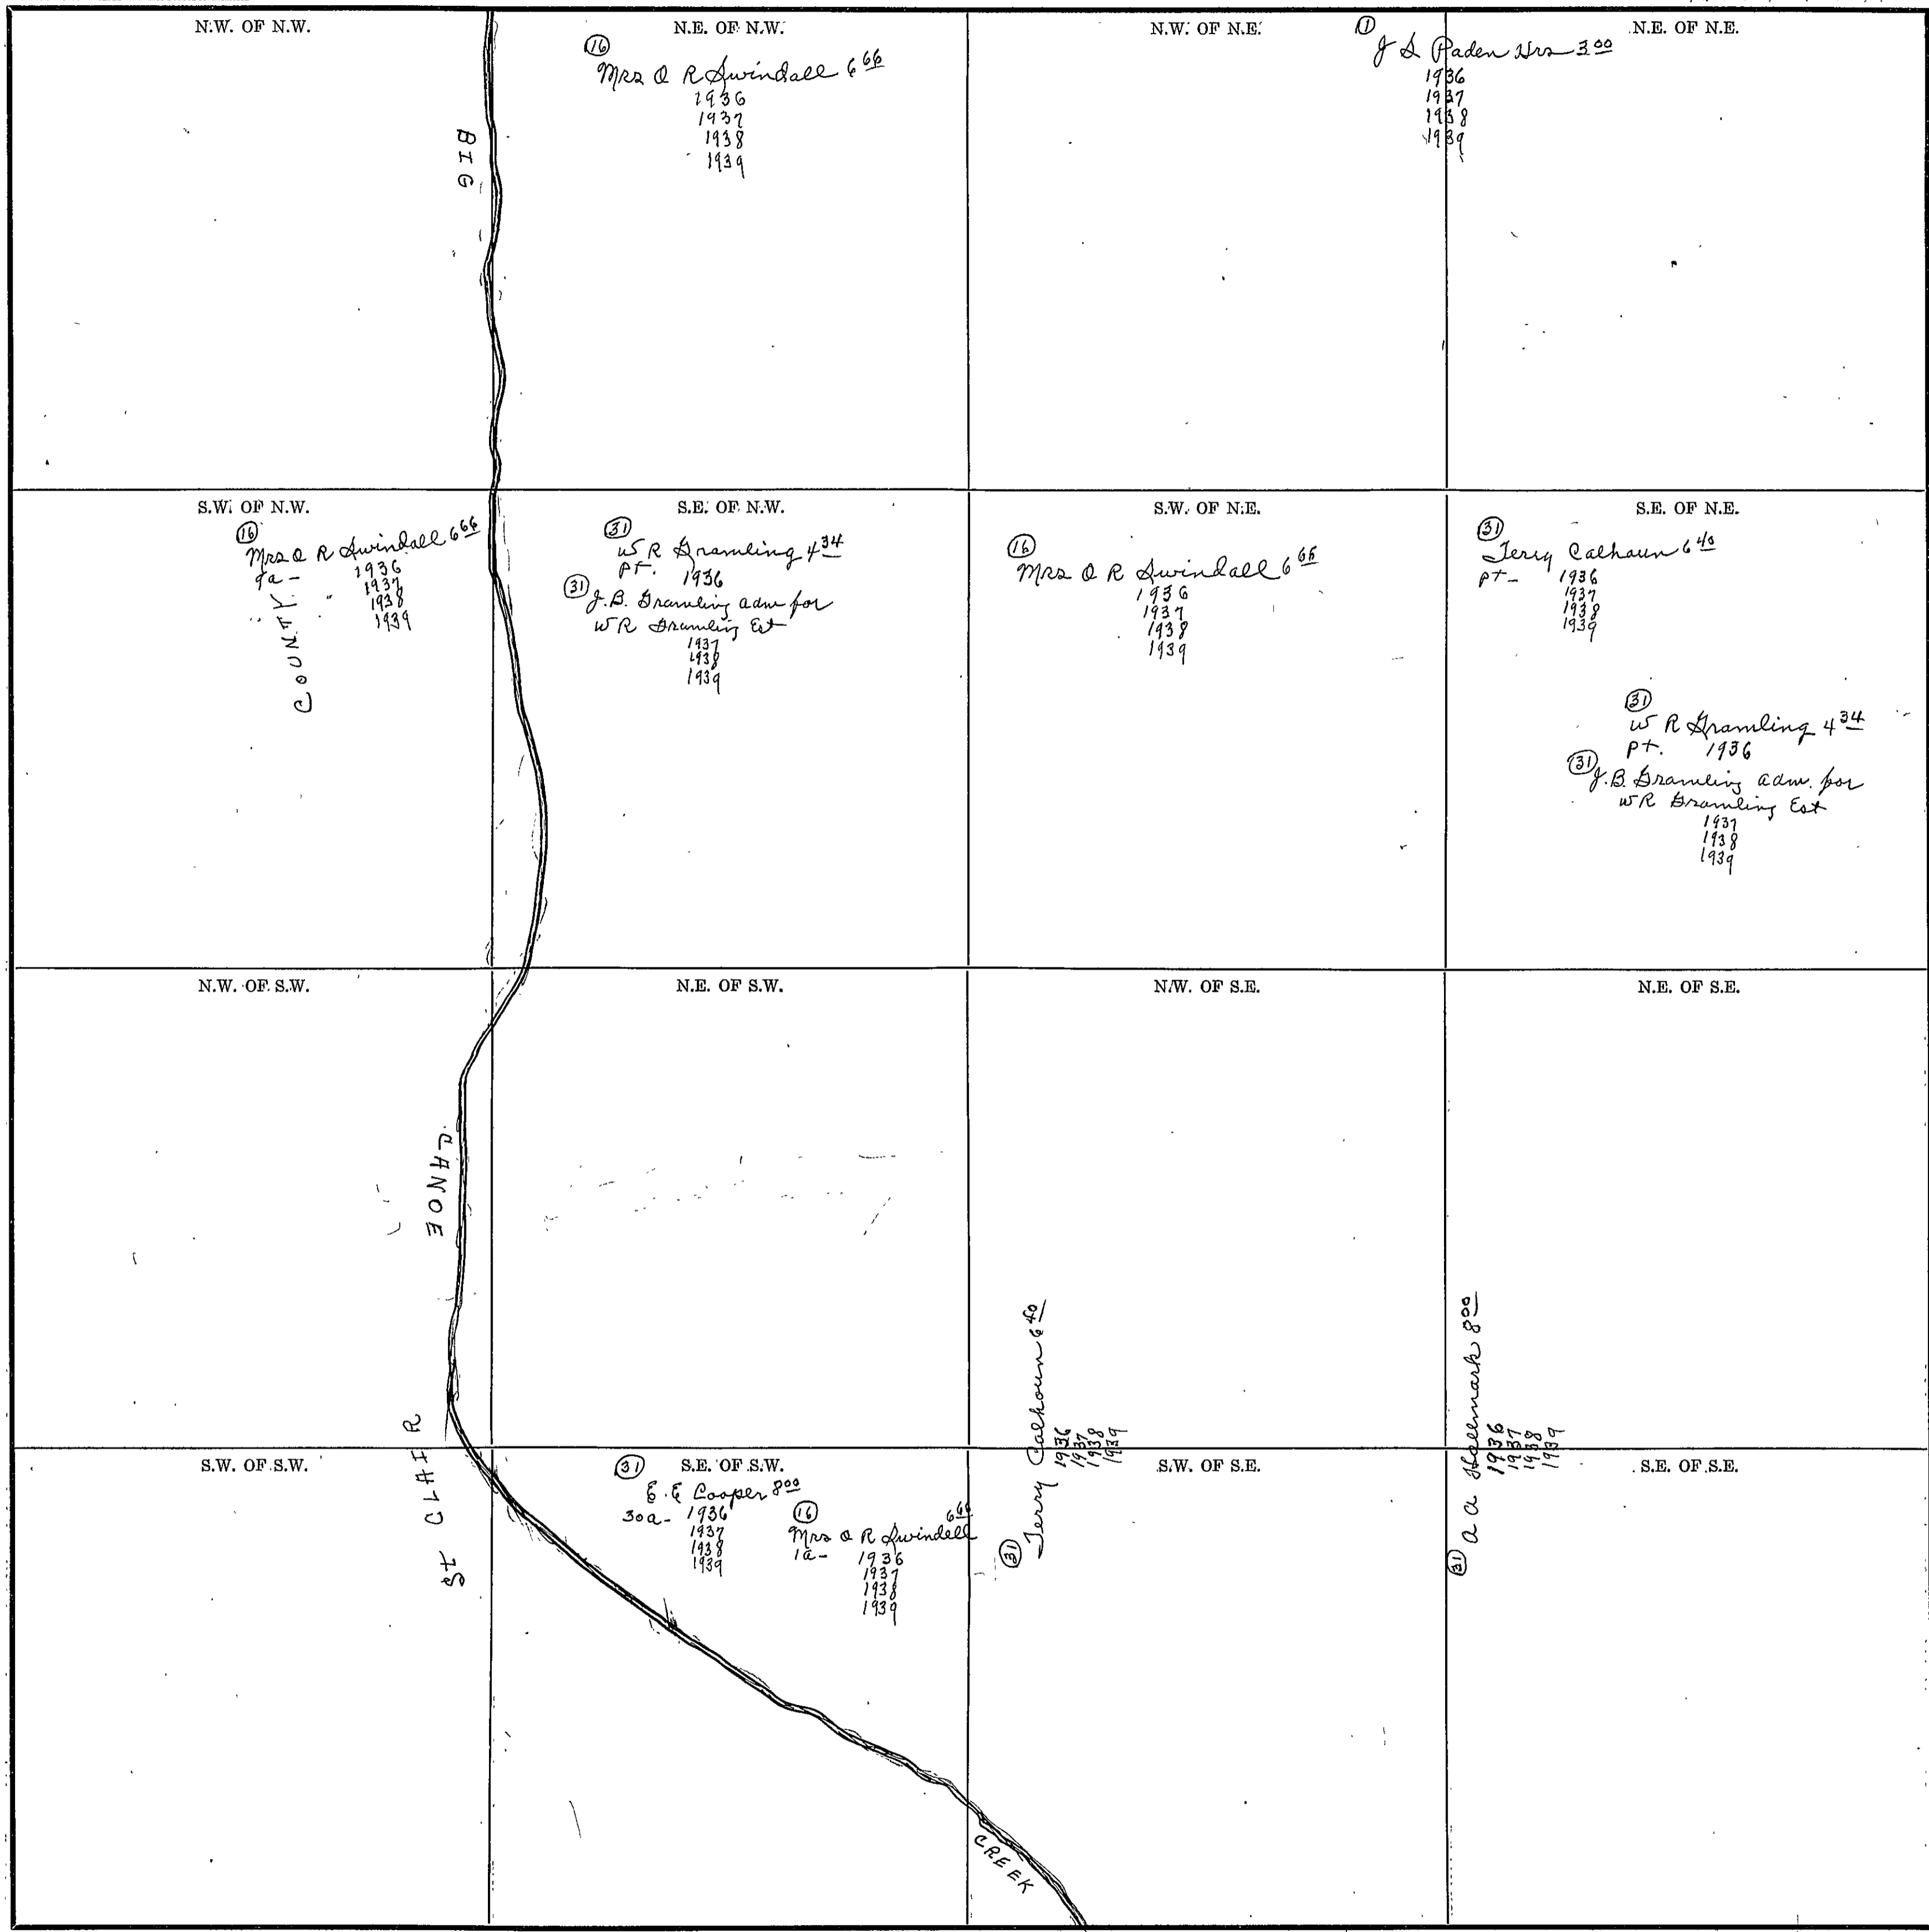 N.W. OF N.W.
N.E. OF N.W.
N.W. OF N.E.
N.E. OF N.E.
16
Mrs O R Swindall 6 66
1936
1937
1938
1939
1
J S Paden Hrs 3 00
1936
1937
1938
1939
BIG
S.W. OF N.W.
S.E. OF N.W.
S.W. OF N.E.
S.E. OF N.E.
16
Mrs O R Swindall 6 66
9a - 1936
1937
1938
1939
COUNTY
31
W R Gramling 4 34
pt. 1936
31 J.B. Gramling adm for
W R Gramling Est
1937
1938
1939
16
Mrs O R Swindall 6 66
1936
1937
1938
1939
31
Terry Calhoun 6 40
pt - 1936
1937
1938
1939
31
W R Gramling 4 34
pt. 1936
31 J.B. Gramling adm. for
W R Gramling Est
1937
1938
1939
N.W. OF S.W.
N.E. OF S.W.
N.W. OF S.E.
N.E. OF S.E.
CANOE
31 Terry Calhoun 6 40
1936
1937
1938
1939
31 A A Hallmark 8 00
1936
1937
1938
1939
S.W. OF S.W.
S.E. OF S.W.
S.W. OF S.E.
S.E. OF S.E.
ST CLAIR
31
E. E Cooper 8 00
30a - 1936
1937
1938
1939
16
Mrs O R Swindell 6 66
1a - 1936
1937
1938
1939
CREEK